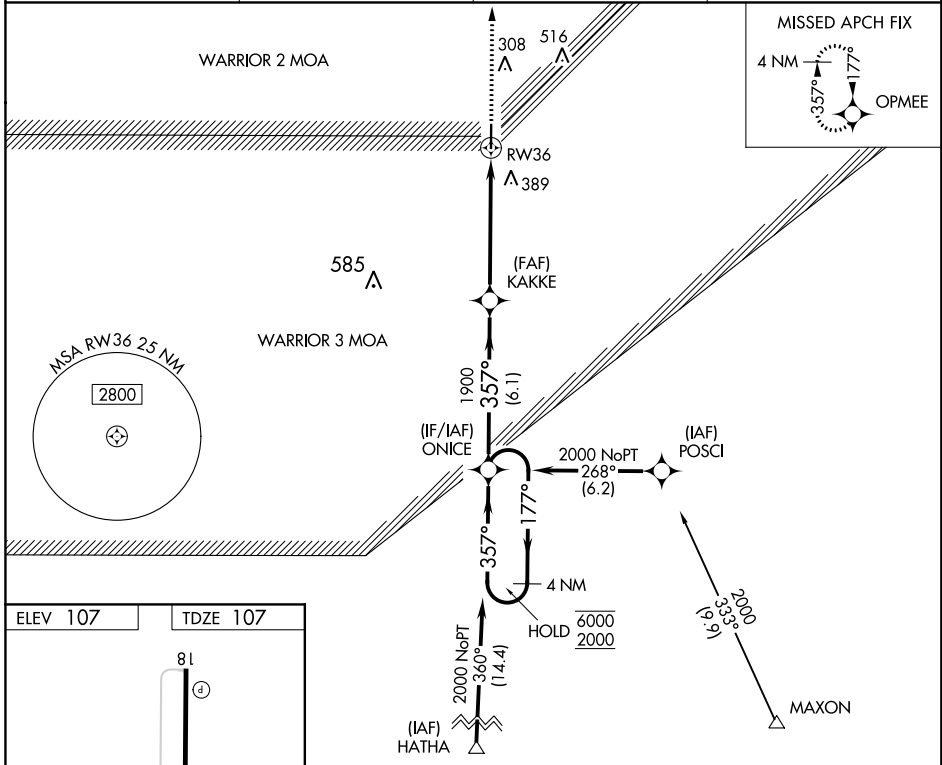 WARRIOR 2 MOA
308
516
MISSED APCH FIX
4 NM
357°
177°
OPMEE
RW36
389
585
(FAF)
KAKKE
WARRIOR 3 MOA
MSA RW36 25 NM
2800
1900
357°
(6.1)
(IF/IAF)
ONICE
2000 NoPT
268°
(6.2)
(IAF)
POSCI
357°
177°
4 NM
HOLD
6000
2000
2000
333°
(9.9)
MAXON
2000 NoPT
360°
(14.4)
(IAF)
HATHA
ELEV 107
TDZE 107
18
P